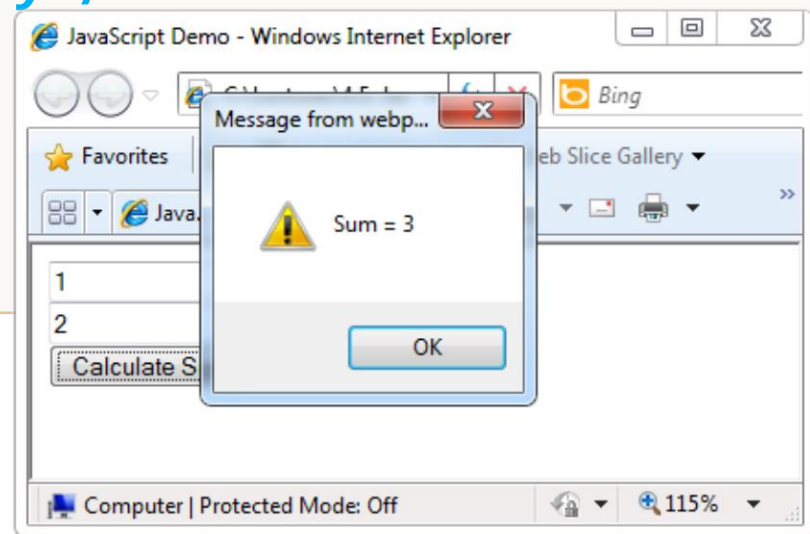 JavaScript Demo - Windows Internet Explorer
Bing
Message from webp...
Favorites
eb Slice Gallery
Java.
Sum = 3
1
2
OK
Calculate S
Computer | Protected Mode: Off
115%